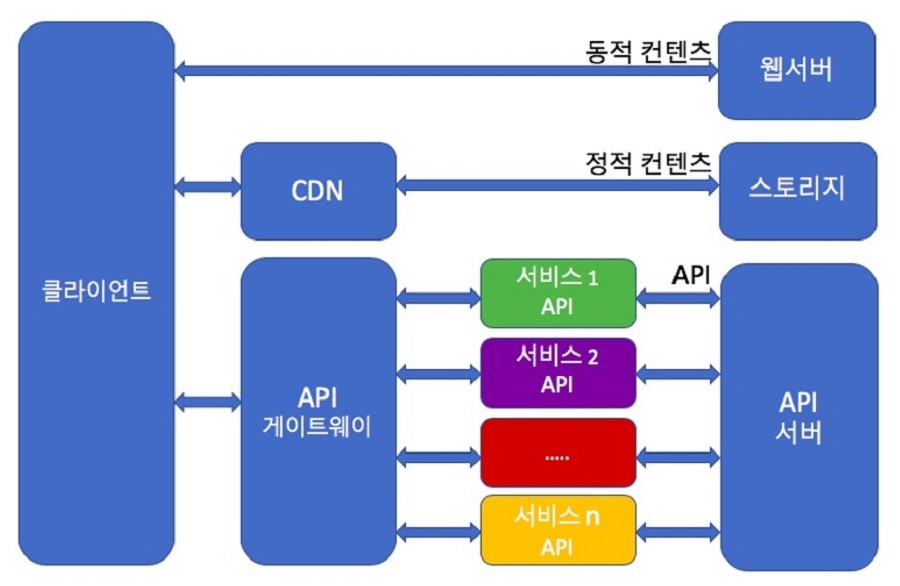 동적 컨텐츠
웹서버
정적 컨텐츠
CDN
스토리지
클라이언트
서비스 1
API
API
서비스 2
API
API
게이트웨이
API
서버
.....
서비스 n
API